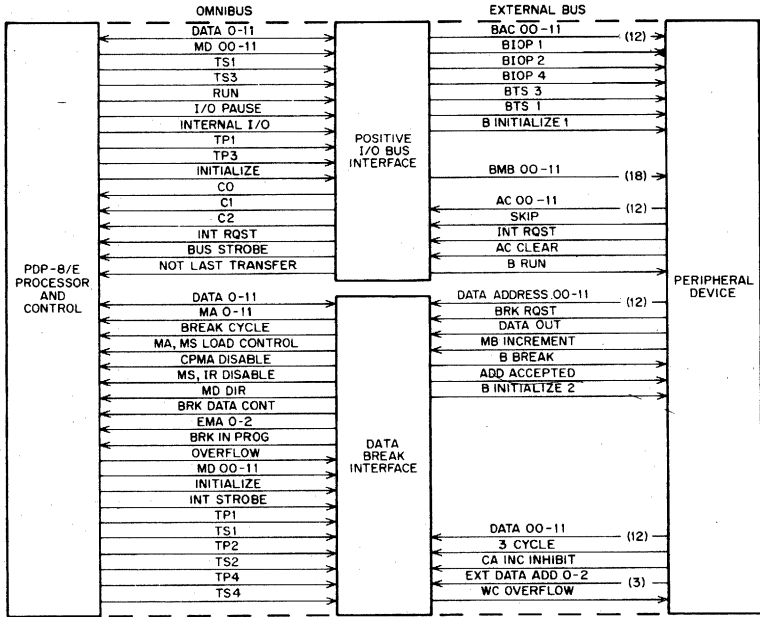 OMNIBUS
EXTERNAL BUS
DATA 0-11
MD 00-11
TS1
TS3
RUN
I/O PAUSE
INTERNAL I/O
TP1
TP3
INITIALIZE
C0
C1
C2
INT RQST
BUS STROBE
NOT LAST TRANSFER
POSITIVE
I/O BUS
INTERFACE
BAC 00-11
(12)
BIOP 1
BIOP 2
BIOP 4
BTS 3
BTS 1
B INITIALIZE 1
BMB 00-11
(18)
AC 00-11
(12)
SKIP
INT RQST
AC CLEAR
B RUN
PDP-8/E
PROCESSOR
AND
CONTROL
PERIPHERAL
DEVICE
DATA 0-11
MA 0-11
BREAK CYCLE
MA, MS LOAD CONTROL
CPMA DISABLE
MS, IR DISABLE
MD DIR
BRK DATA CONT
EMA 0-2
BRK IN PROG
OVERFLOW
MD 00-11
INITIALIZE
INT STROBE
TP1
TS1
TP2
TS2
TP4
TS4
DATA
BREAK
INTERFACE
DATA ADDRESS 00-11
(12)
BRK RQST
DATA OUT
MB INCREMENT
B BREAK
ADD ACCEPTED
B INITIALIZE 2
DATA 00-11
(12)
3 CYCLE
CA INC INHIBIT
EXT DATA ADD 0-2
(3)
WC OVERFLOW